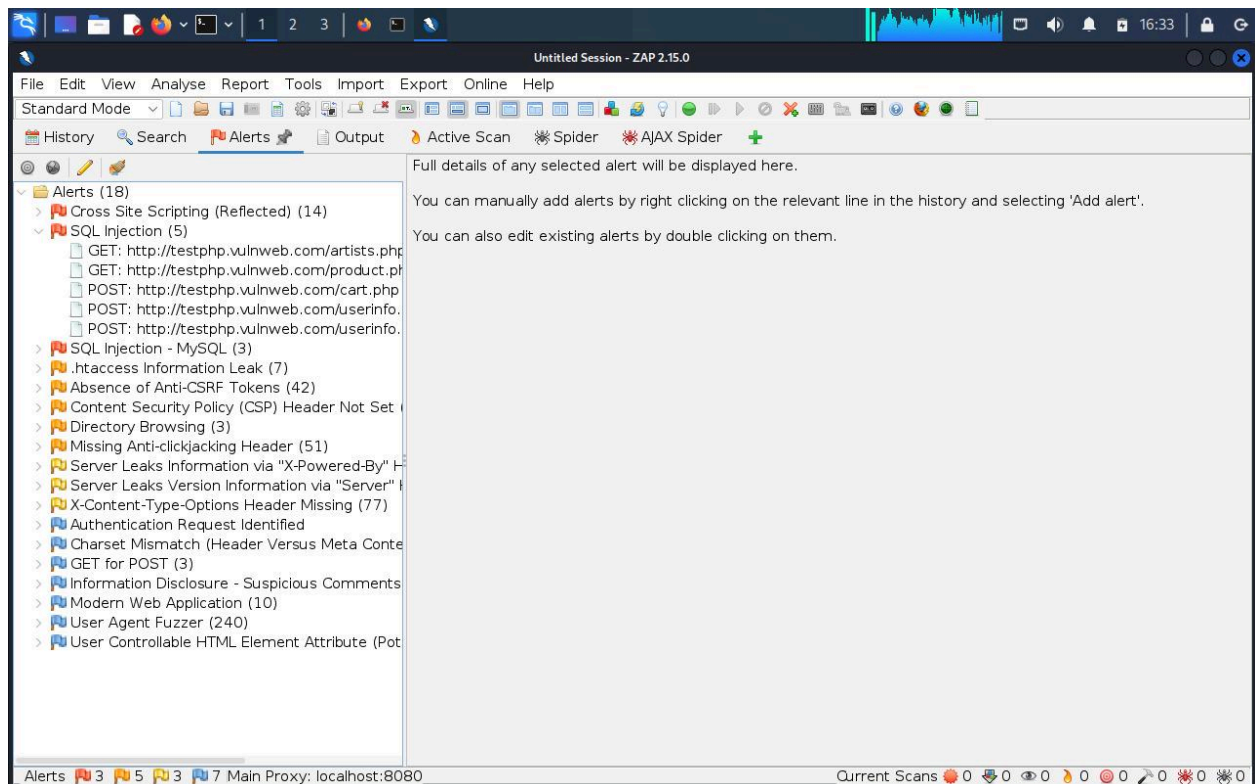 1 2 3 16:33
Untitled Session - ZAP 2.15.0
File Edit View Analyse Report Tools Import Export Online Help
Standard Mode
History Search Alerts Output Active Scan Spider AJAX Spider
Alerts (18)
Cross Site Scripting (Reflected) (14)
SQL Injection (5)
GET: http://testphp.vulnweb.com/artists.php
GET: http://testphp.vulnweb.com/product.ph
POST: http://testphp.vulnweb.com/cart.php
POST: http://testphp.vulnweb.com/userinfo.
POST: http://testphp.vulnweb.com/userinfo.
SQL Injection - MySQL (3)
.htaccess Information Leak (7)
Absence of Anti-CSRF Tokens (42)
Content Security Policy (CSP) Header Not Set (
Directory Browsing (3)
Missing Anti-clickjacking Header (51)
Server Leaks Information via "X-Powered-By" H
Server Leaks Version Information via "Server" H
X-Content-Type-Options Header Missing (77)
Authentication Request Identified
Charset Mismatch (Header Versus Meta Conte
GET for POST (3)
Information Disclosure - Suspicious Comments
Modern Web Application (10)
User Agent Fuzzer (240)
User Controllable HTML Element Attribute (Pot
Full details of any selected alert will be displayed here.
You can manually add alerts by right clicking on the relevant line in the history and selecting 'Add alert'.
You can also edit existing alerts by double clicking on them.
Alerts 3 5 3 7 Main Proxy: localhost:8080 Current Scans 0 0 0 0 0 0 0 0